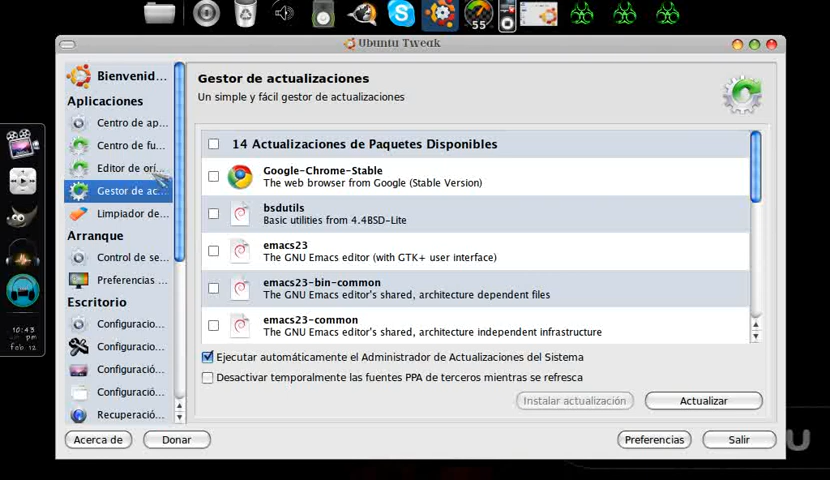 55
Ubuntu Tweak
Bienvenid...
Aplicaciones
Centro de ap...
Centro de fu...
Editor de orí...
Gestor de ac...
Limpiador de...
Arranque
Control de se...
Preferencias ...
Escritorio
Configuracio...
Configuració...
Configuració...
Configuració...
Recuperació...
Gestor de actualizaciones
Un simple y fácil gestor de actualizaciones
14 Actualizaciones de Paquetes Disponibles
Google-Chrome-Stable
The web browser from Google (Stable Version)
bsdutils
Basic utilities from 4.4BSD-Lite
emacs23
The GNU Emacs editor (with GTK+ user interface)
emacs23-bin-common
The GNU Emacs editor's shared, architecture dependent files
emacs23-common
The GNU Emacs editor's shared, architecture independent infrastructure
Ejecutar automáticamente el Administrador de Actualizaciones del Sistema
Desactivar temporalmente las fuentes PPA de terceros mientras se refresca
Instalar actualización
Actualizar
Acerca de
Donar
Preferencias
Salir
10:43
pm
Feb 12